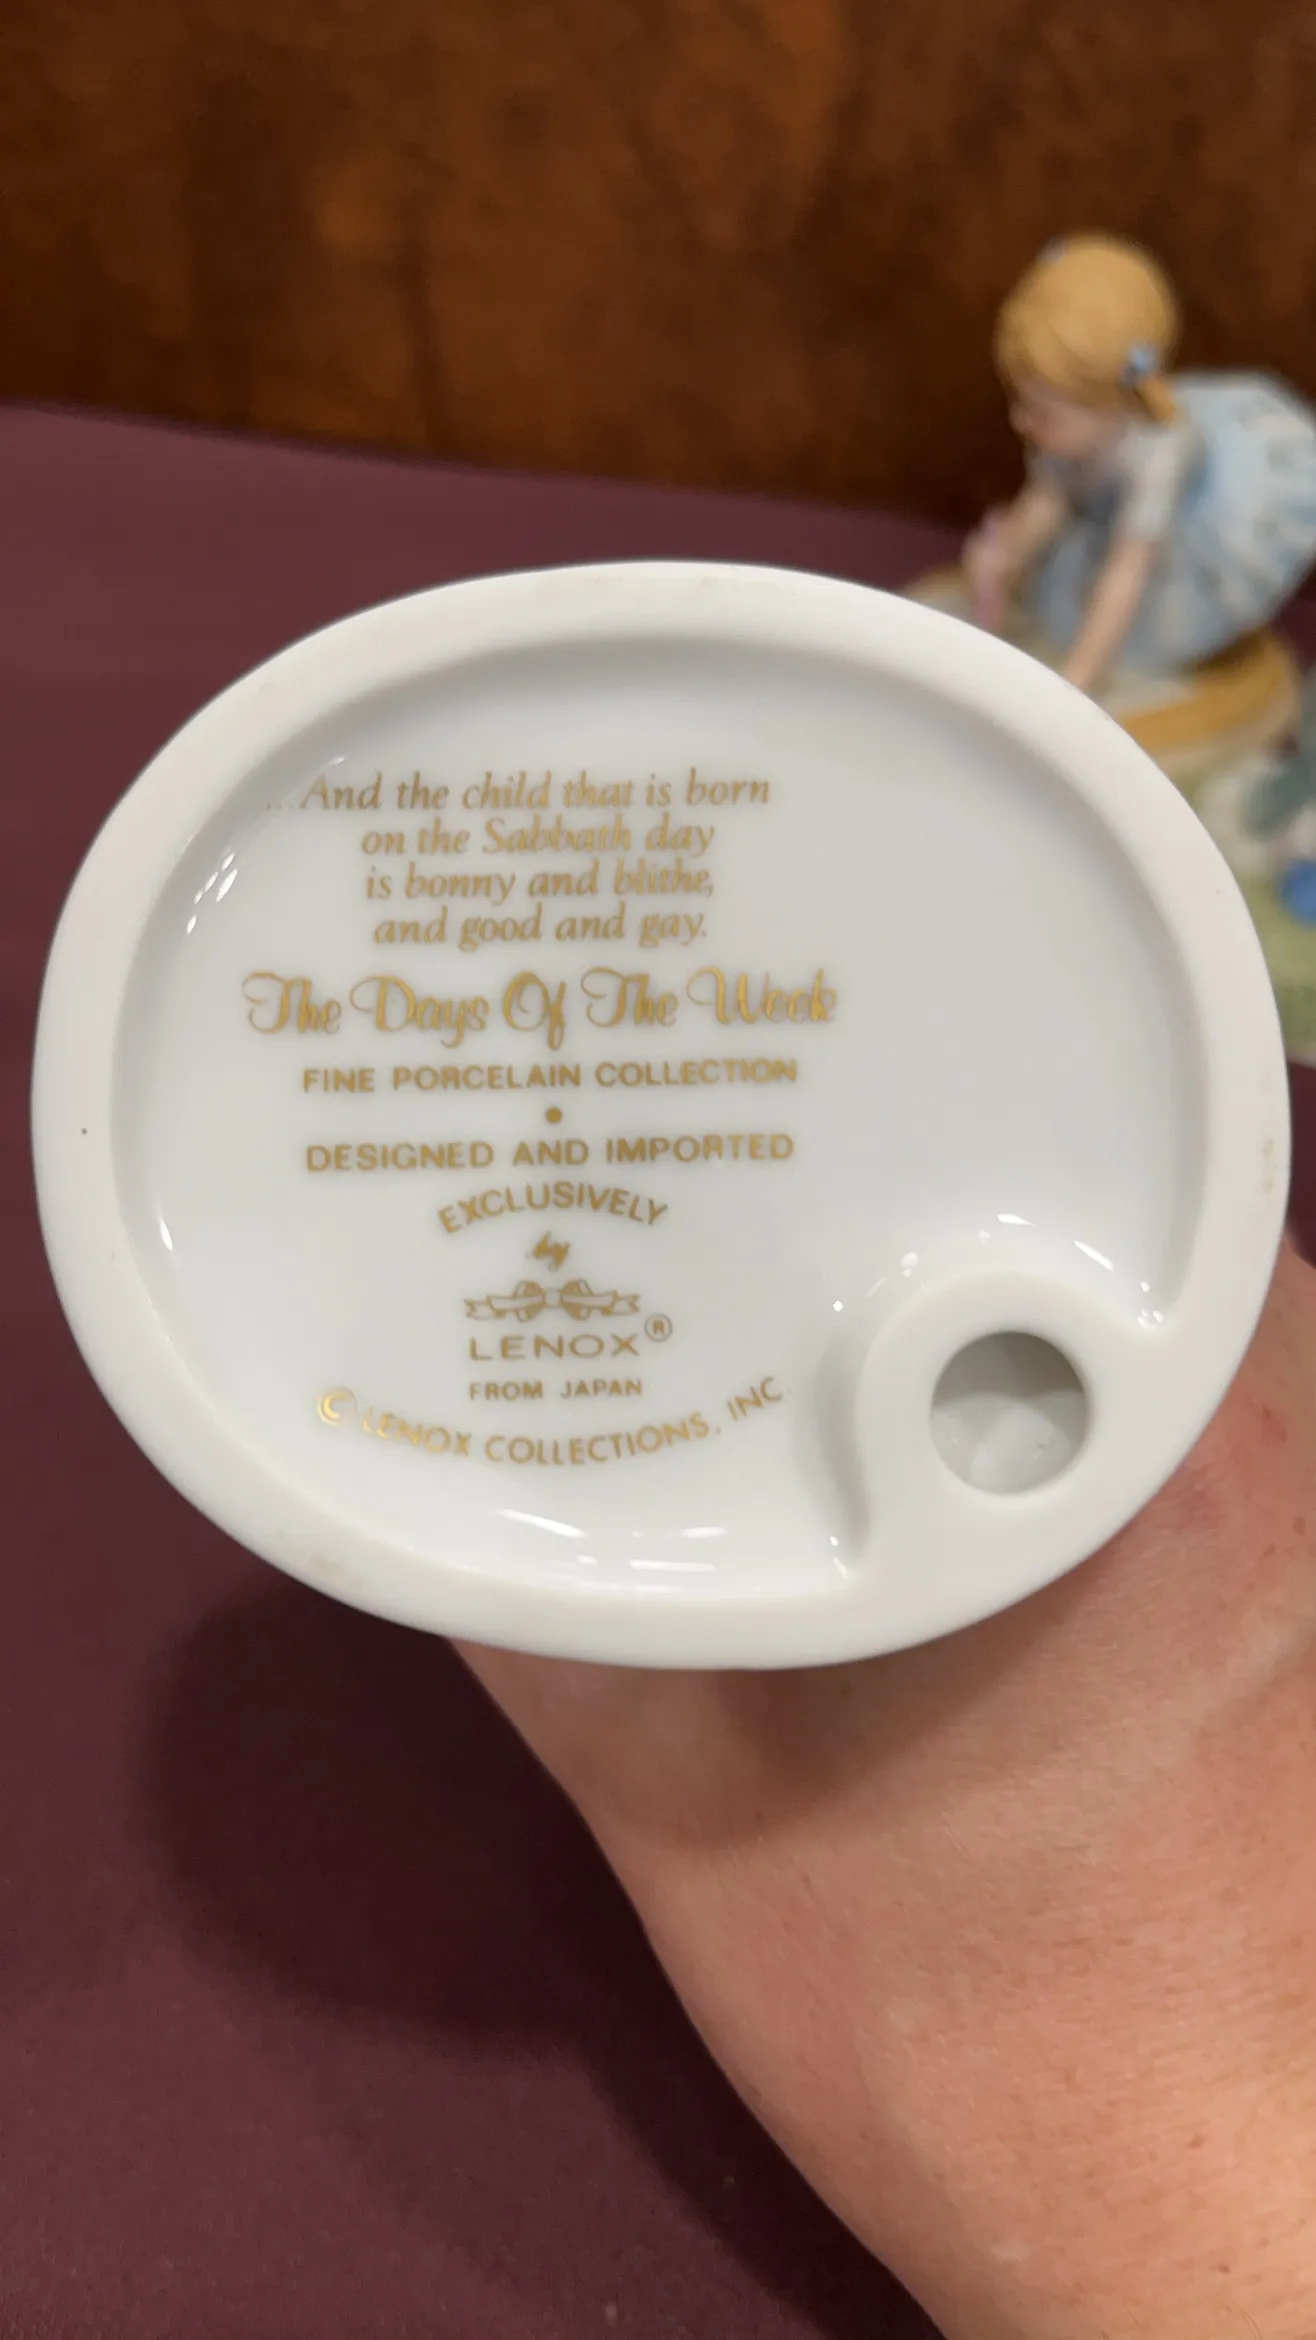 ...And the child that is born
on the Sabbath day
is bonny and blithe,
and good and gay.
The Days Of The Week
FINE PORCELAIN COLLECTION
•
DESIGNED AND IMPORTED
EXCLUSIVELY
by
LENOX®
FROM JAPAN
© LENOX COLLECTIONS, INC.